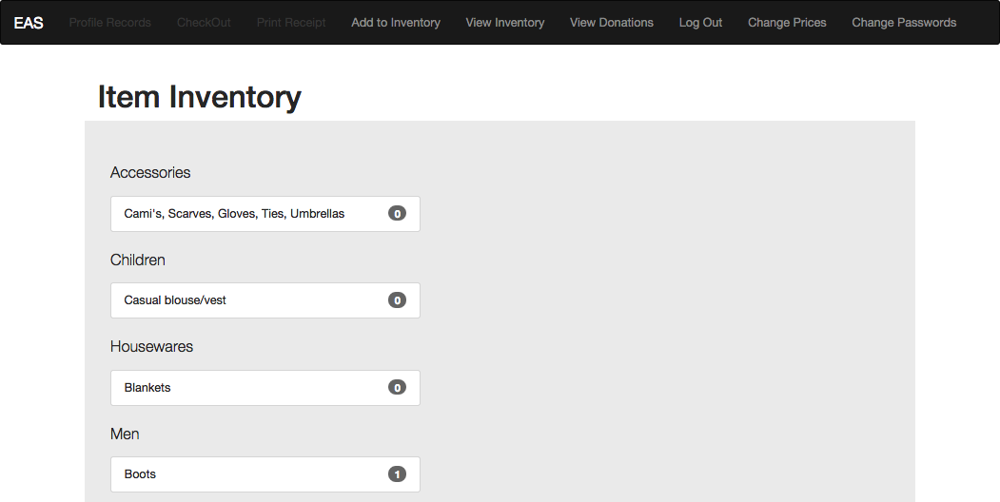 EAS Profile Records CheckOut Print Receipt Add to Inventory View Inventory View Donations Log Out Change Prices Change Passwords
Item Inventory
Accessories
Cami's, Scarves, Gloves, Ties, Umbrellas 0
Children
Casual blouse/vest 0
Housewares
Blankets 0
Men
Boots 1